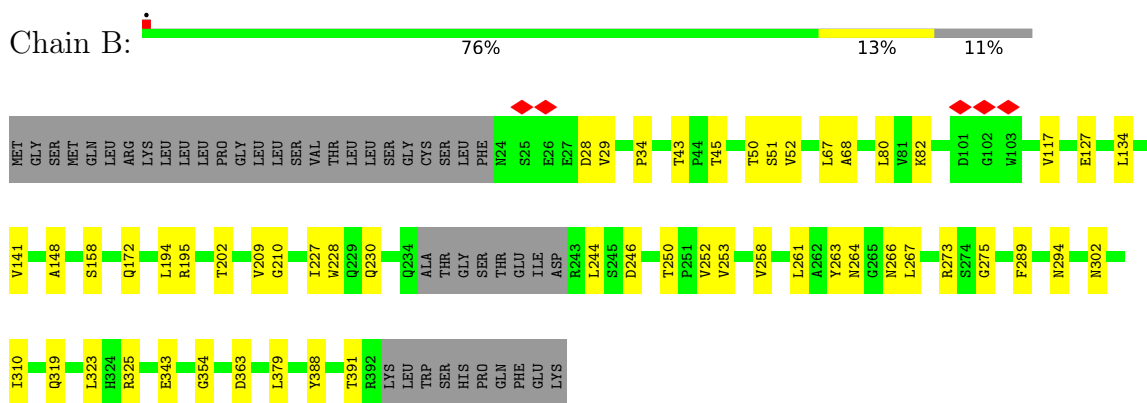 Chain B:
76% 13% 11%
MET GLY SER MET GLN LEU ARG LYS LEU LEU LEU PRO GLY LEU LEU SER VAL THR LEU LEU SER GLY CYS SER LEU PHE N24 S25 E26 E27 D28 V29 P34 T43 P44 T45 T50 S51 V52 L67 A68 L80 V81 K82 D101 G102 W103 V117 E127 L134
V141 A148 S158 Q172 L194 R195 T202 V209 G210 I227 W228 Q229 Q230 Q234 ALA THR GLY SER THR GLU ILE ASP R243 L244 S245 D246 T250 P251 V252 V253 V258 L261 A262 Y263 N264 G265 N266 L267 R273 S274 G275 F289 N294 N302
I310 Q319 L323 H324 R325 E343 G354 D363 L379 Y388 T391 R392 LYS LEU TRP SER HIS PRO GLN PHE GLU LYS